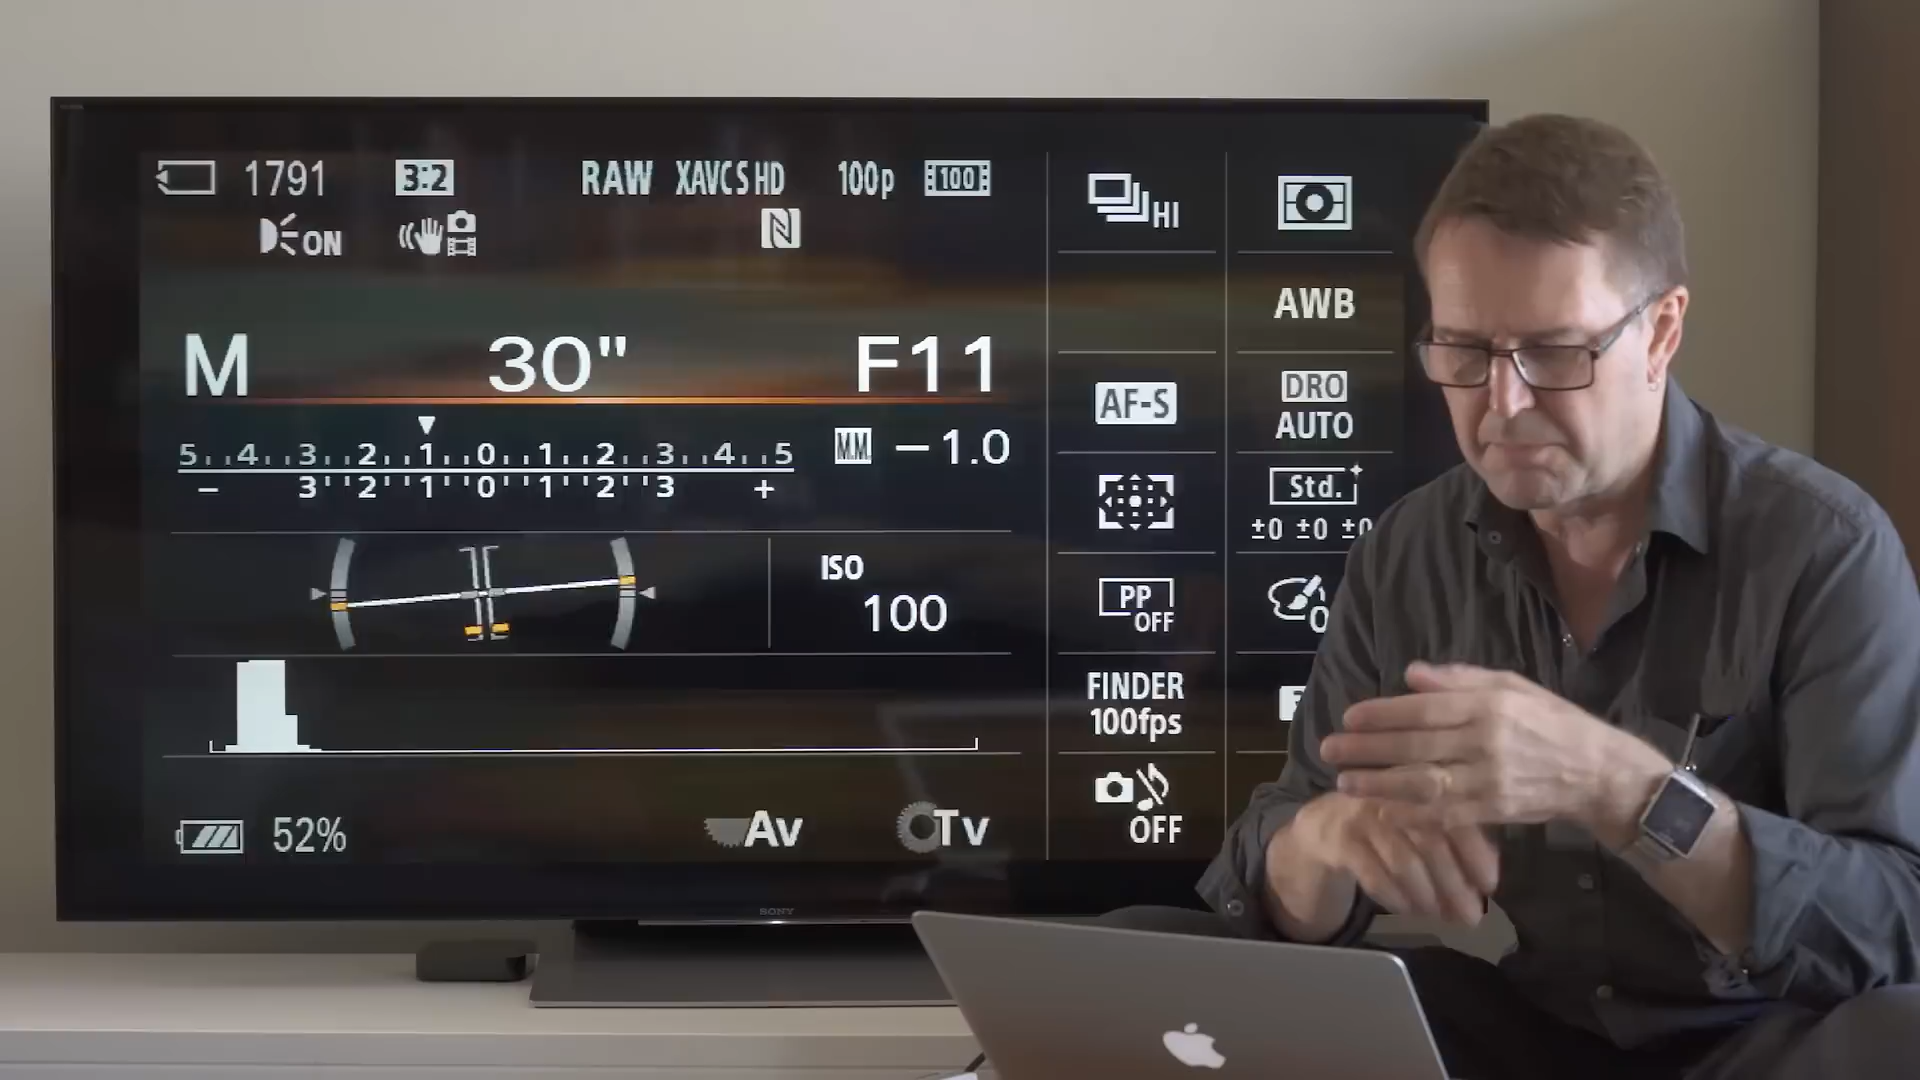 1791 3:2 RAW XAVC S HD 100p 100
ON N
HI
AWB
M 30" F11
AF-S
DRO
AUTO
5 4 3 2 1 0 1 2 3 4 5
M.M. -1.0
- 3 2 1 0 1 2 3 +
Std.
±0 ±0 ±0
ISO
100
PP
OFF
FINDER
100fps
52% Av Tv
OFF
SONY